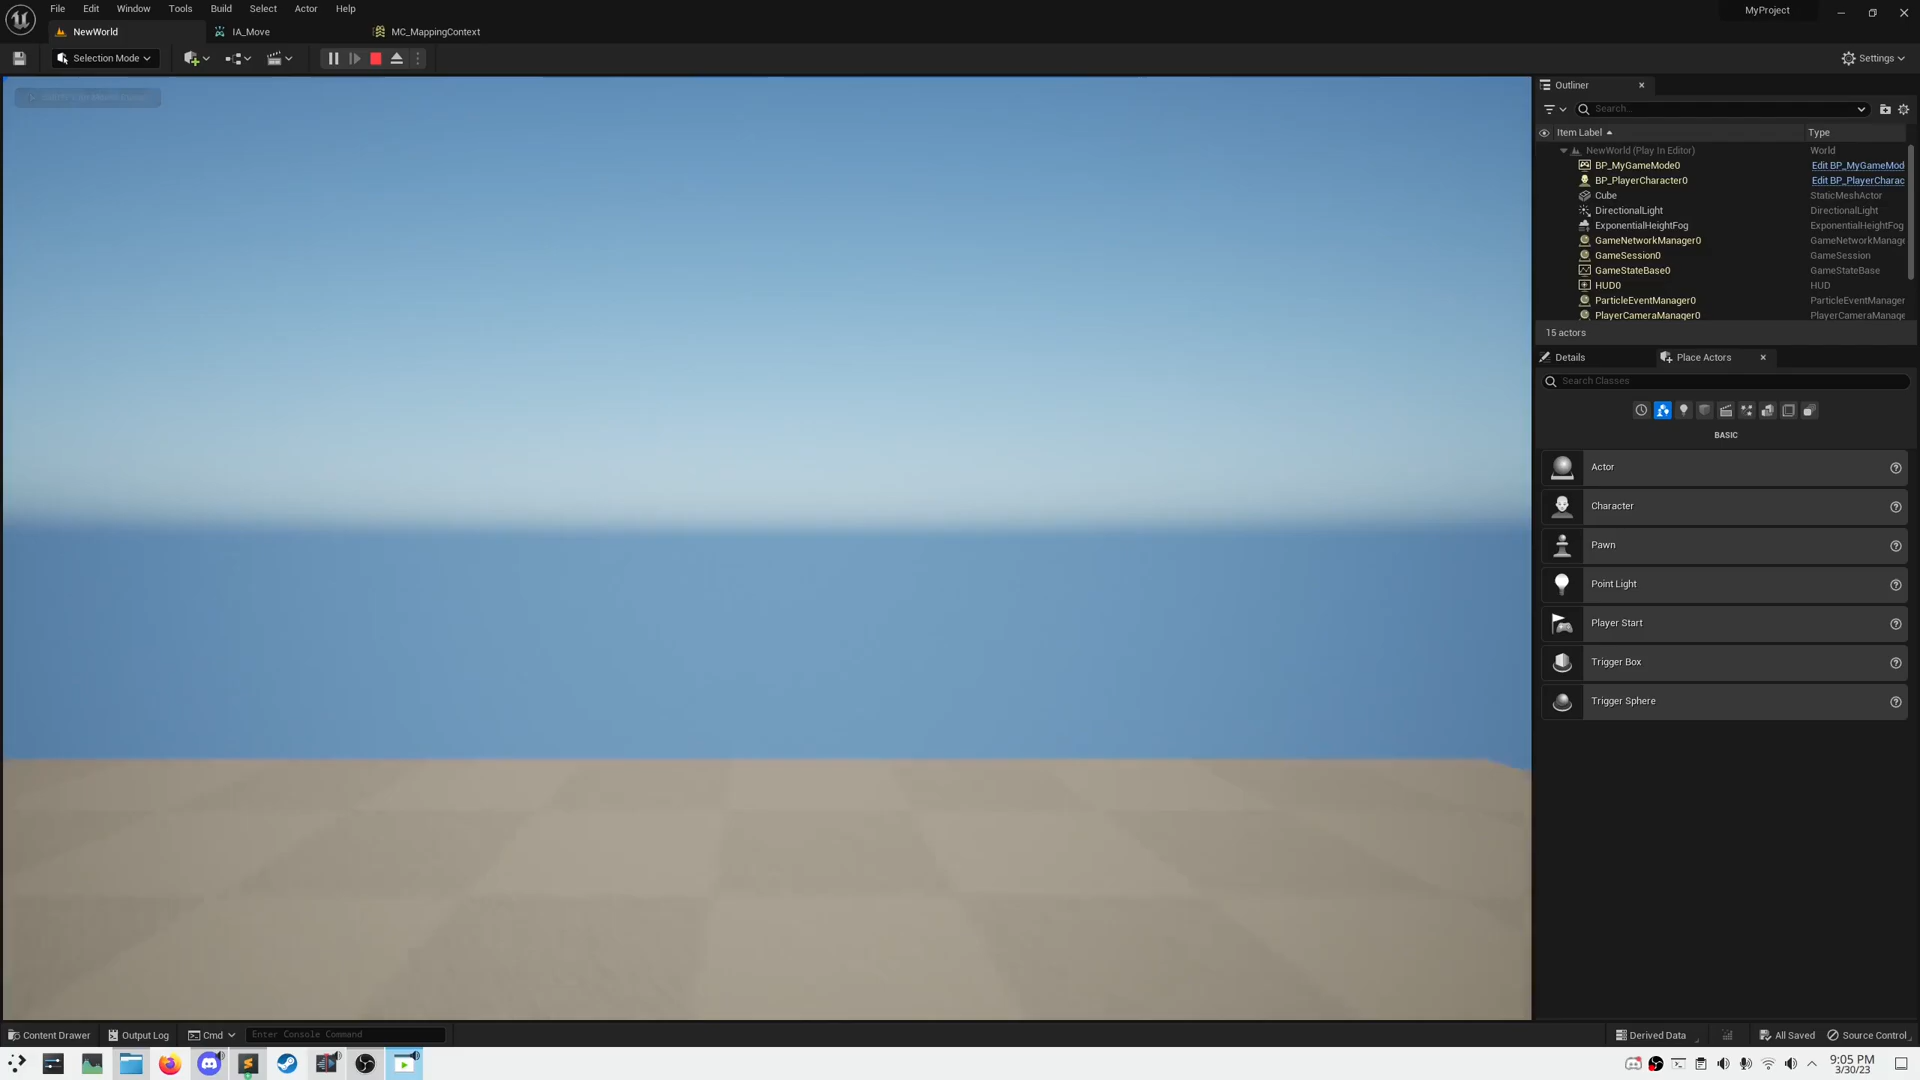 File Edit Window Tools Build Select Actor Help
MyProject
NewWorld
IA_Move
MC_MappingContext
Selection Mode
Settings
Outliner
Search...
Item Label
Type
NewWorld (Play In Editor)
World
BP_MyGameMode0
Edit BP_MyGameMod
BP_PlayerCharacter0
Edit BP_PlayerCharac
Cube
StaticMeshActor
DirectionalLight
DirectionalLight
ExponentialHeightFog
ExponentialHeightFog
GameNetworkManager0
GameNetworkManage
GameSession0
GameSession
GameStateBase0
GameStateBase
HUD0
HUD
ParticleEventManager0
ParticleEventManager
PlayerCameraManager0
PlayerCameraManage
15 actors
Details
Place Actors
Search Classes
BASIC
Actor
Character
Pawn
Point Light
Player Start
Trigger Box
Trigger Sphere
Content Drawer
Output Log
Cmd
Enter Console Command
Derived Data
All Saved
Source Control
9:05 PM
3/30/23